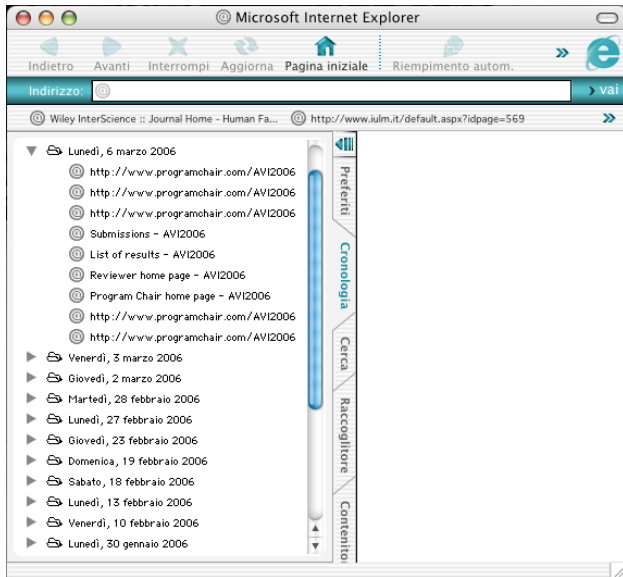 Microsoft Internet Explorer
Indietro Avanti Interrompi Aggiorna Pagina iniziale Riempimento autom. »
Indirizzo: vai
Wiley InterScience :: Journal Home - Human Fa... http://www.iulm.it/default.aspx?idpage=569 »
Lunedì, 6 marzo 2006
http://www.programchair.com/AVI2006
http://www.programchair.com/AVI2006
http://www.programchair.com/AVI2006
Submissions - AVI2006
List of results - AVI2006
Reviewer home page - AVI2006
Program Chair home page - AVI2006
http://www.programchair.com/AVI2006
http://www.programchair.com/AVI2006
Venerdì, 3 marzo 2006
Giovedì, 2 marzo 2006
Martedì, 28 febbraio 2006
Lunedì, 27 febbraio 2006
Giovedì, 23 febbraio 2006
Domenica, 19 febbraio 2006
Sabato, 18 febbraio 2006
Lunedì, 13 febbraio 2006
Venerdì, 10 febbraio 2006
Lunedì, 30 gennaio 2006
Preferiti
Cronologia
Cerca
Raccoglitore
Contenito